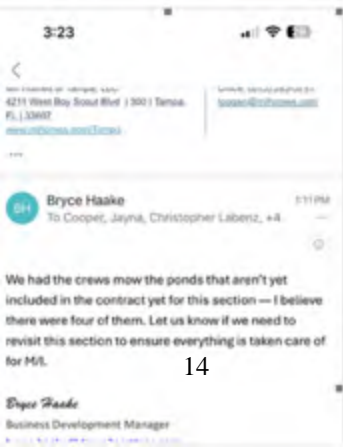 3:23
4211 West Boy Scout Blvd | 500 | Tampa,
FL | 33607
BH
Bryce Haake
1:11 PM
To Cooper, Jayna, Christopher Labenz, +4
We had the crews mow the ponds that aren't yet
included in the contract yet for this section — I believe
there were four of them. Let us know if we need to
revisit this section to ensure everything is taken care of
for M/I.
14
Bryce Haake
Business Development Manager